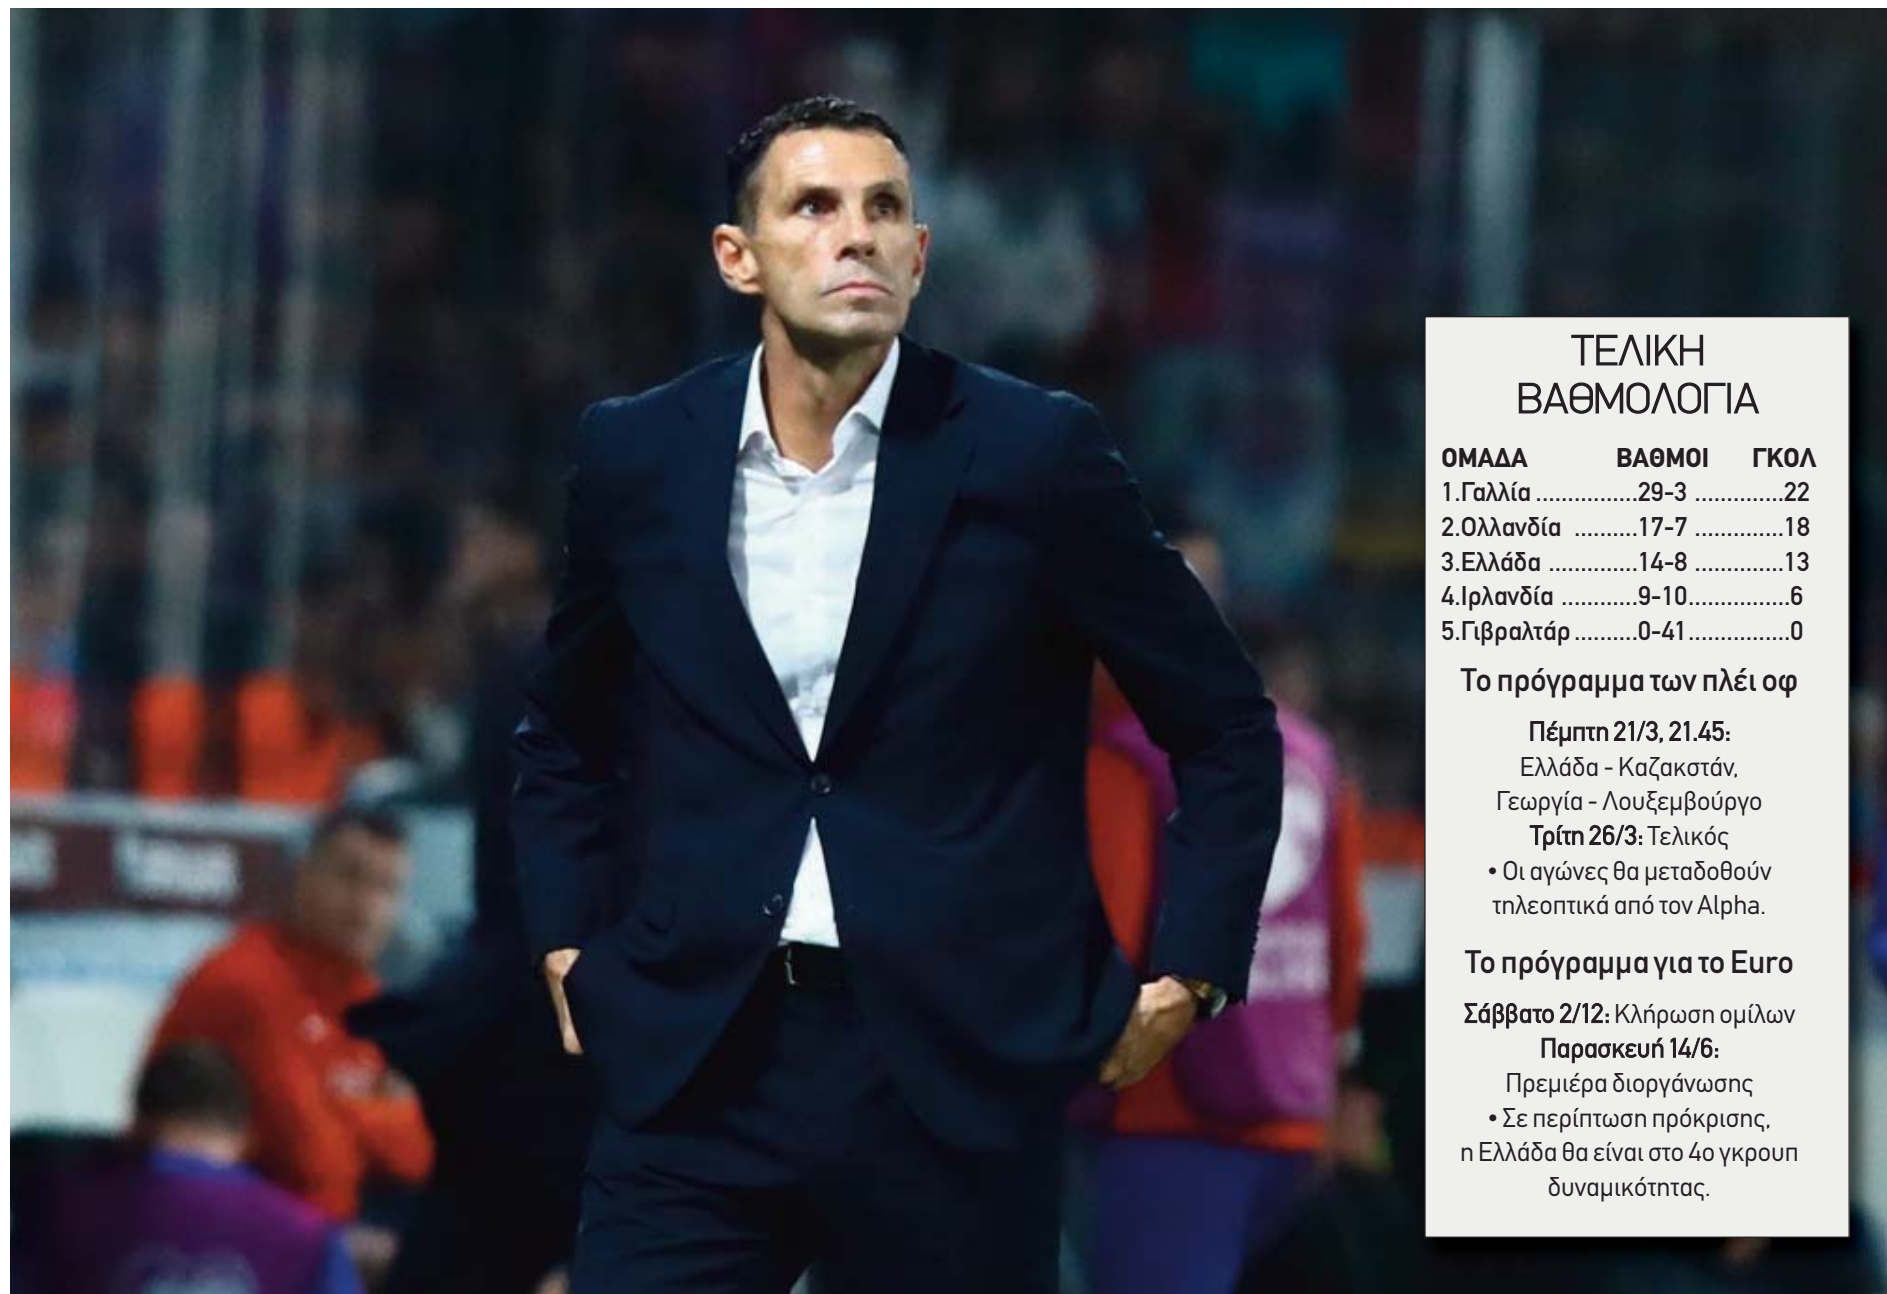 ΤΕΛΙΚΗ
ΒΑΘΜΟΛΟΓΙΑ
ΟΜΑΔΑ ΒΑΘΜΟΙ ΓΚΟΛ
1.Γαλλία ................29-3 ..............22
2.Ολλανδία ..........17-7 ..............18
3.Ελλάδα ..............14-8 ..............13
4.Ιρλανδία ............9-10................6
5.Γιβραλτάρ..........0-41................0
Το πρόγραμμα των πλέι οφ
Πέμπτη 21/3, 21.45:
Ελλάδα - Καζακστάν,
Γεωργία - Λουξεμβούργο
Τρίτη 26/3: Τελικός
• Οι αγώνες θα μεταδοθούν
τηλεοπτικά από τον Alpha.
Το πρόγραμμα για το Euro
Σάββατο 2/12: Κλήρωση ομίλων
Παρασκευή 14/6:
Πρεμιέρα διοργάνωσης
• Σε περίπτωση πρόκρισης,
η Ελλάδα θα είναι στο 4ο γκρουπ
δυναμικότητας.